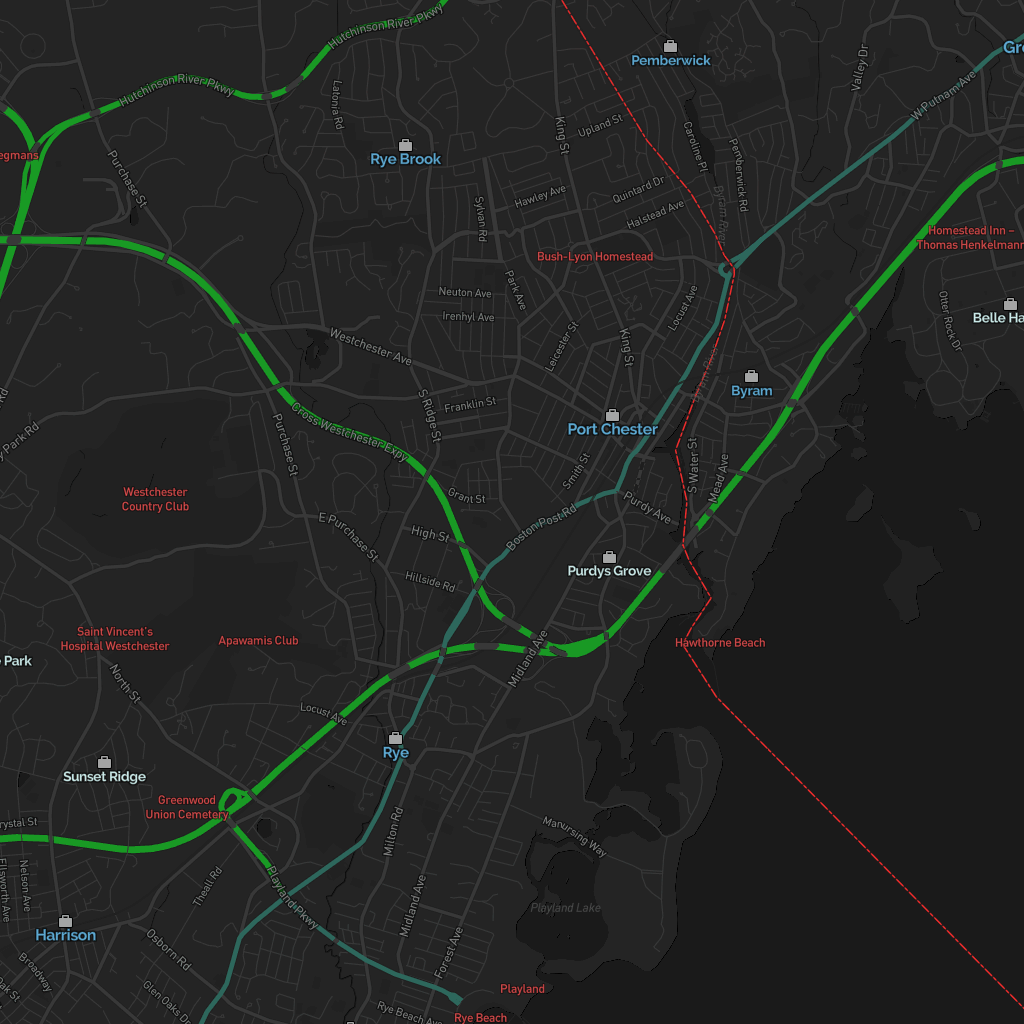 Hutchinson River Pkwy
Gr
Pemberwick
Valley Dr
W Putnam Ave
Hutchinson River Pkwy
Latonia Rd
King St
Upland St
Caroline Pl
Pemberwick Rd
egmans
Rye Brook
Purchase St
Hawley Ave
Quintard Dr
Sylvan Rd
Halstead Ave
Byram River
Homestead Inn –
Thomas Henkelmann
Bush-Lyon Homestead
Neuton Ave
Park Ave
Locust Ave
Irenhyl Ave
Belle Ha
Otter Rock Dr
Westchester Ave
Leicester St
King St
Byram River
Byram
S Ridge St
Franklin St
Port Chester
Rd
y Park Rd
Purchase St
Cross Westchester Expy
Smith St
S Water St
Mead Ave
Westchester
Country Club
Grant St
Purdy Ave
Boston Post Rd
E Purchase St
High St
Purdys Grove
Hillside Rd
Saint Vincent's
Hospital Westchester
Apawamis Club
Midland Ave
Hawthorne Beach
Park
North St
Locust Ave
Rye
Sunset Ridge
Greenwood
Union Cemetery
rystal St
Milton Rd
Manursing Way
Ellsworth Ave
Nelson Ave
Theall Rd
Playland Pkwy
Midland Ave
Playland Lake
Harrison
Osborn Rd
Forest Ave
Broadway
Oak St
Glen Oaks Dr
Playland
Rye Beach Ave
Rye Beach